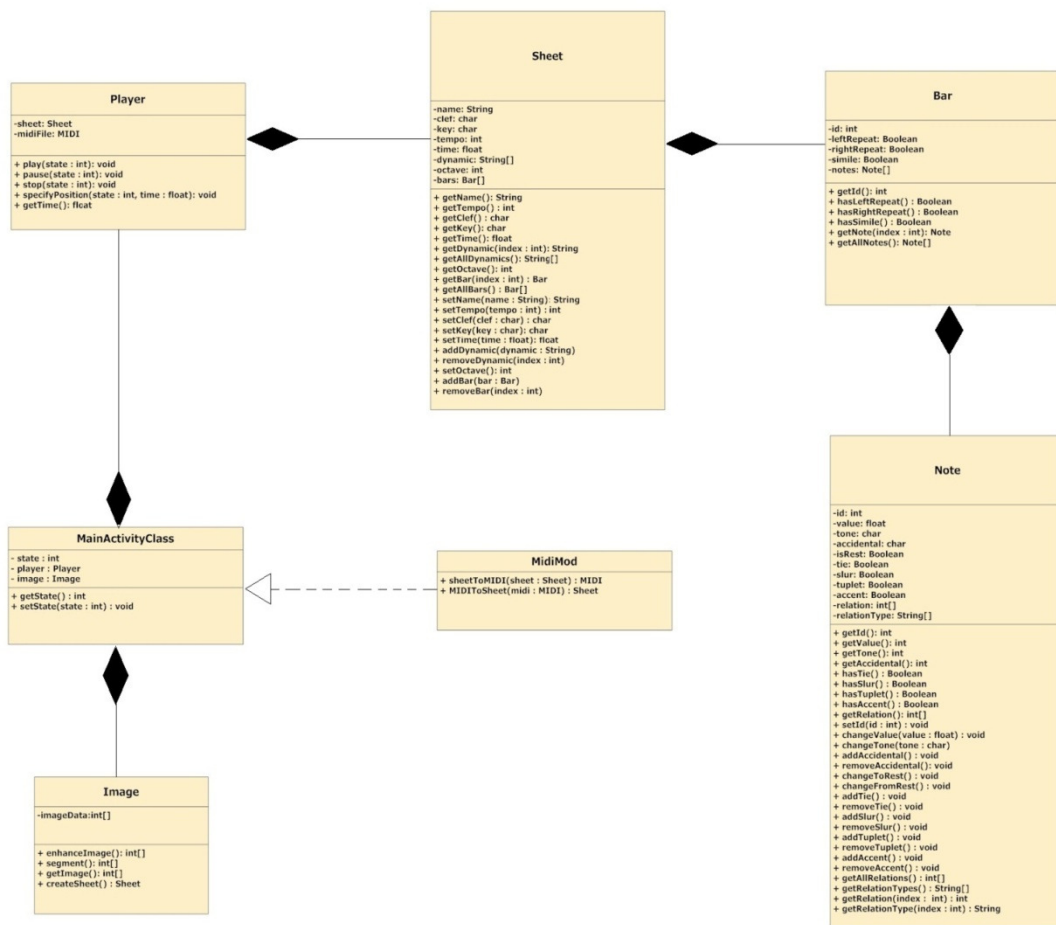 Player
-sheet: Sheet
-midiFile: MIDI
+ play(state : int): void
+ pause(state : int): void
+ stop(state : int): void
+ specifyPosition(state : int, time : float): void
+ getTime(): float
Sheet
-name: String
-clef: char
-key: char
-tempo: int
-time: float
-dynamic: String[]
-octave: int
-bars: Bar[]
+ getName(): String
+ getTempo() : int
+ getClef() : char
+ getKey(): char
+ getTime(): float
+ getDynamic(index : int): String
+ getAllDynamics(): String[]
+ getOctave(): int
+ getBar(index : int) : Bar
+ getAllBars() : Bar[]
+ setName(name : String): String
+ setTempo(tempo : int) : int
+ setClef(clef : char) : char
+ setKey(key : char): char
+ setTime(time : float): float
+ addDynamic(dynamic : String)
+ removeDynamic(index : int)
+ setOctave(): int
+ addBar(bar : Bar)
+ removeBar(index : int)
Bar
-id: int
-leftRepeat: Boolean
-rightRepeat: Boolean
-simile: Boolean
-notes: Note[]
+ getId(): int
+ hasLeftRepeat() : Boolean
+ hasRightRepeat() : Boolean
+ hasSimile() : Boolean
+ getNote(index : int): Note
+ getAllNotes(): Note[]
MainActivityClass
- state : int
- player : Player
- image : Image
+ getState() : int
+ setState(state : int) : void
MidiMod
+ sheetToMIDI(sheet : Sheet) : MIDI
+ MIDIToSheet(midi : MIDI) : Sheet
Note
-id: int
-value: float
-tone: char
-accidental: char
-isRest: Boolean
-tie: Boolean
-slur: Boolean
-tuplet: Boolean
-accent: Boolean
-relation: int[]
-relationType: String[]
+ getId(): int
+ getValue(): int
+ getTone(): int
+ getAccidental(): int
+ hasTie() : Boolean
+ hasSlur() : Boolean
+ hasTuplet() : Boolean
+ hasAccent() : Boolean
+ getRelation(): int[]
+ setId(id : int) : void
+ changeValue(value : float) : void
+ changeTone(tone : char)
+ addAccidental() : void
+ removeAccidental(): void
+ changeToRest() : void
+ changeFromRest() : void
+ addTie() : void
+ removeTie() : void
+ addSlur() : void
+ removeSlur() : void
+ addTuplet() : void
+ removeTuplet() : void
+ addAccent() : void
+ removeAccent() : void
+ getAllRelations() : int[]
+ getRelationTypes() : String[]
+ getRelation(index : int) : int
+ getRelationType(index : int) : String
Image
-imageData:int[]
+ enhanceImage(): int[]
+ segment(): int[]
+ getImage(): int[]
+ createSheet() : Sheet